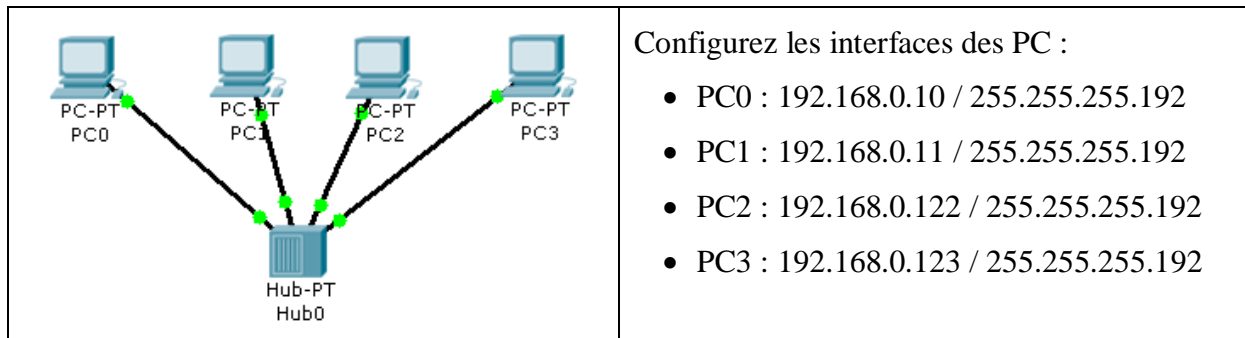 PC-PT
PC0
PC-PT
PC1
PC-PT
PC2
PC-PT
PC3
Hub-PT
Hub0
Configurez les interfaces des PC :
• PC0 : 192.168.0.10 / 255.255.255.192
• PC1 : 192.168.0.11 / 255.255.255.192
• PC2 : 192.168.0.122 / 255.255.255.192
• PC3 : 192.168.0.123 / 255.255.255.192